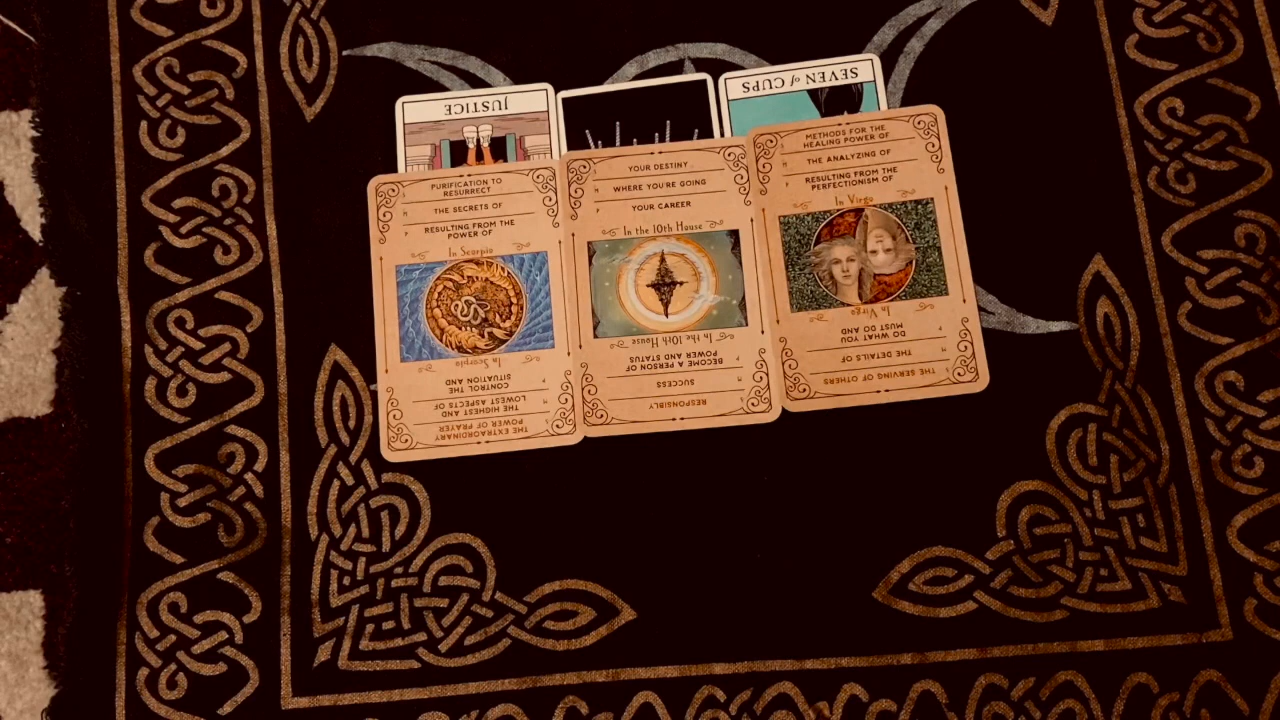 JUSTICE
SEVEN of CUPS
PURIFICATION TO
RESURRECT
THE SECRETS OF
RESULTING FROM THE
POWER OF
In Scorpio
In Scorpio
CONTROL THE
SITUATION AND
THE HIGHEST AND
LOWEST ASPECTS OF
THE EXTRAORDINARY
POWER OF PRAYER
YOUR DESTINY
WHERE YOU'RE GOING
YOUR CAREER
In the 10th House
In the 10th House
BECOME A PERSON OF
POWER AND STATUS
SUCCESS
RESPONSIBLY
METHODS FOR THE
HEALING POWER OF
THE ANALYZING OF
RESULTING FROM THE
PERFECTIONISM OF
In Virgo
In Virgo
DO WHAT YOU
MUST DO AND
THE DETAILS OF
THE SERVING OF OTHERS